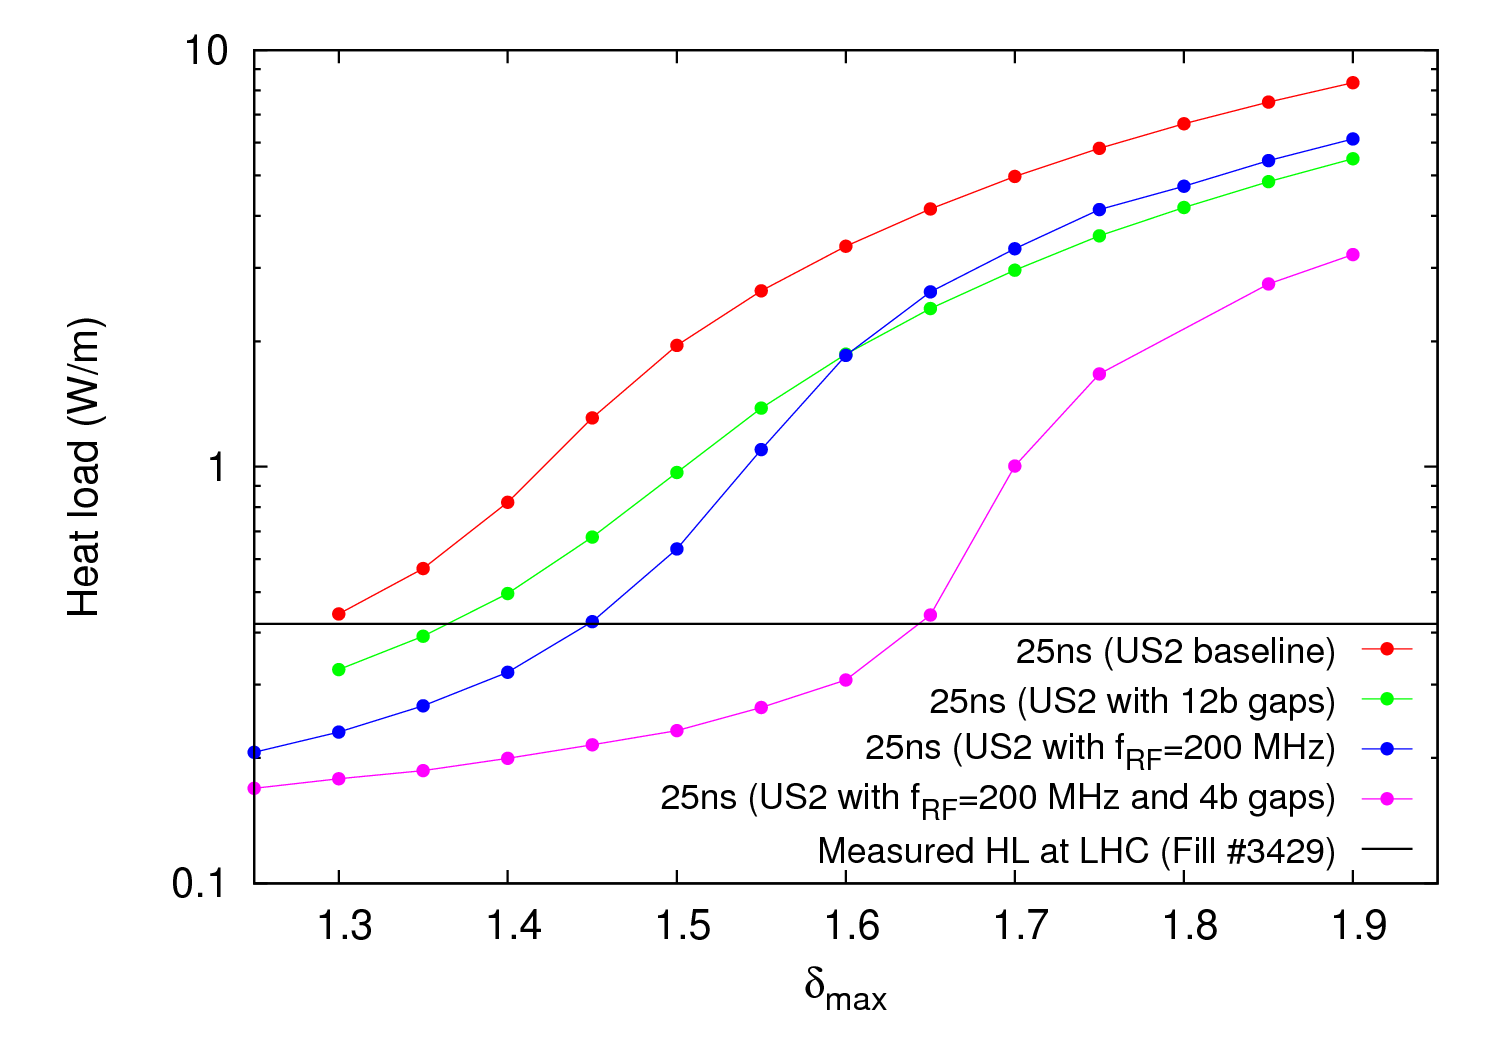 10
1
0.1
Heat load (W/m)
25ns (US2 baseline)
25ns (US2 with 12b gaps)
25ns (US2 with fRF=200 MHz)
25ns (US2 with fRF=200 MHz and 4b gaps)
Measured HL at LHC (Fill #3429)
1.3 1.4 1.5 1.6 1.7 1.8 1.9
δmax